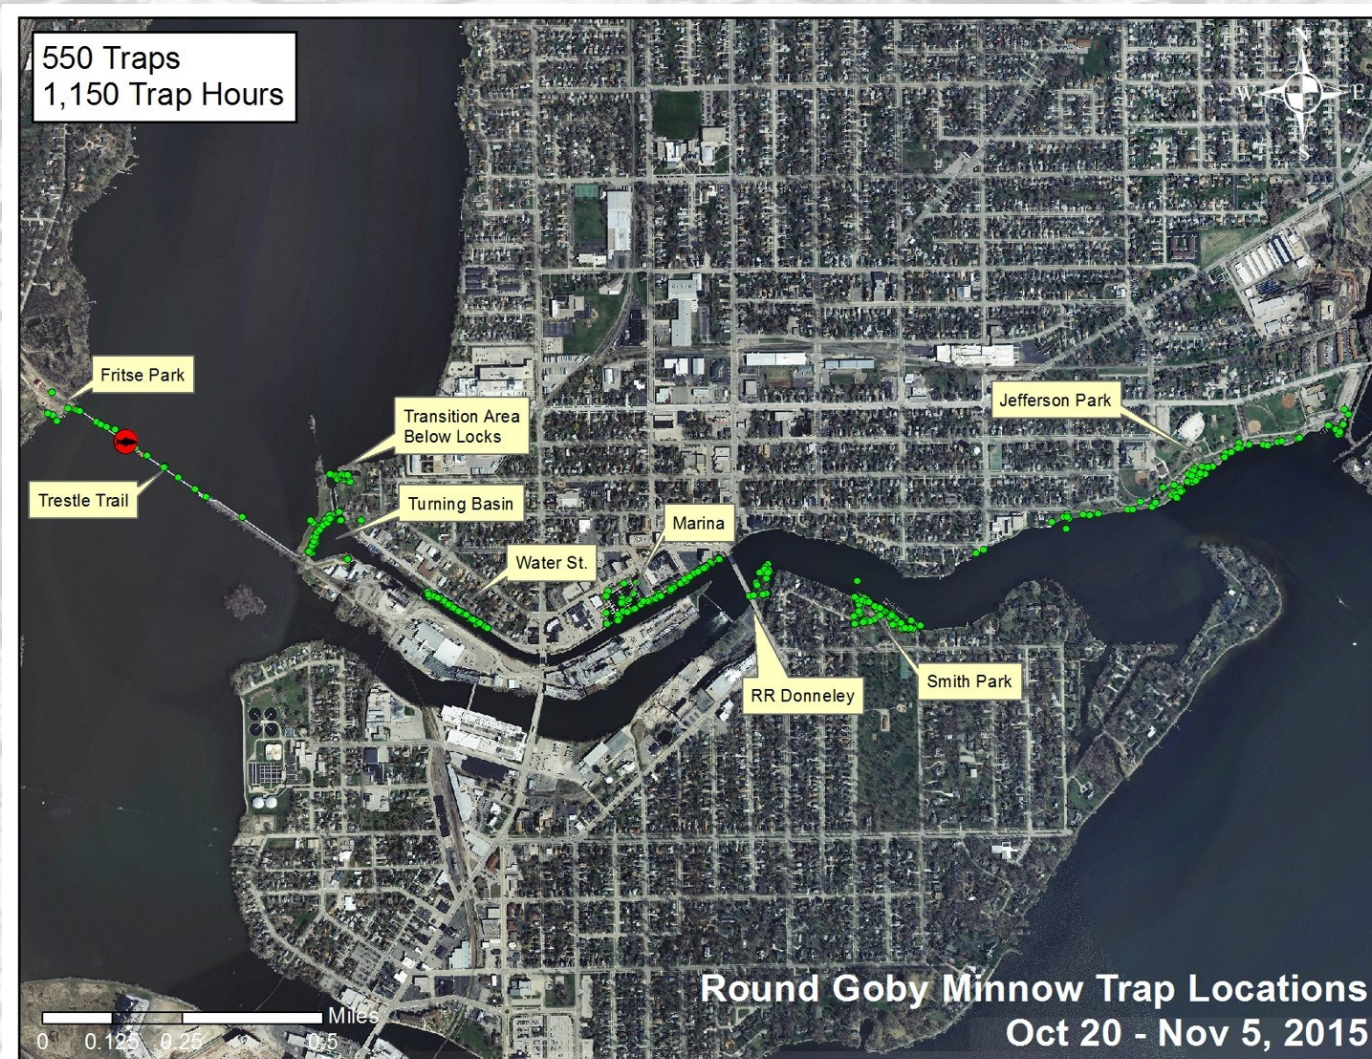 550 Traps
1,150 Trap Hours
N
W
E
S
Fritse Park
Transition Area
Below Locks
Jefferson Park
Trestle Trail
Turning Basin
Marina
Water St.
Smith Park
RR Donneley
Round Goby Minnow Trap Locations
Oct 20 - Nov 5, 2015
Miles
0 0.125 0.25 0.5